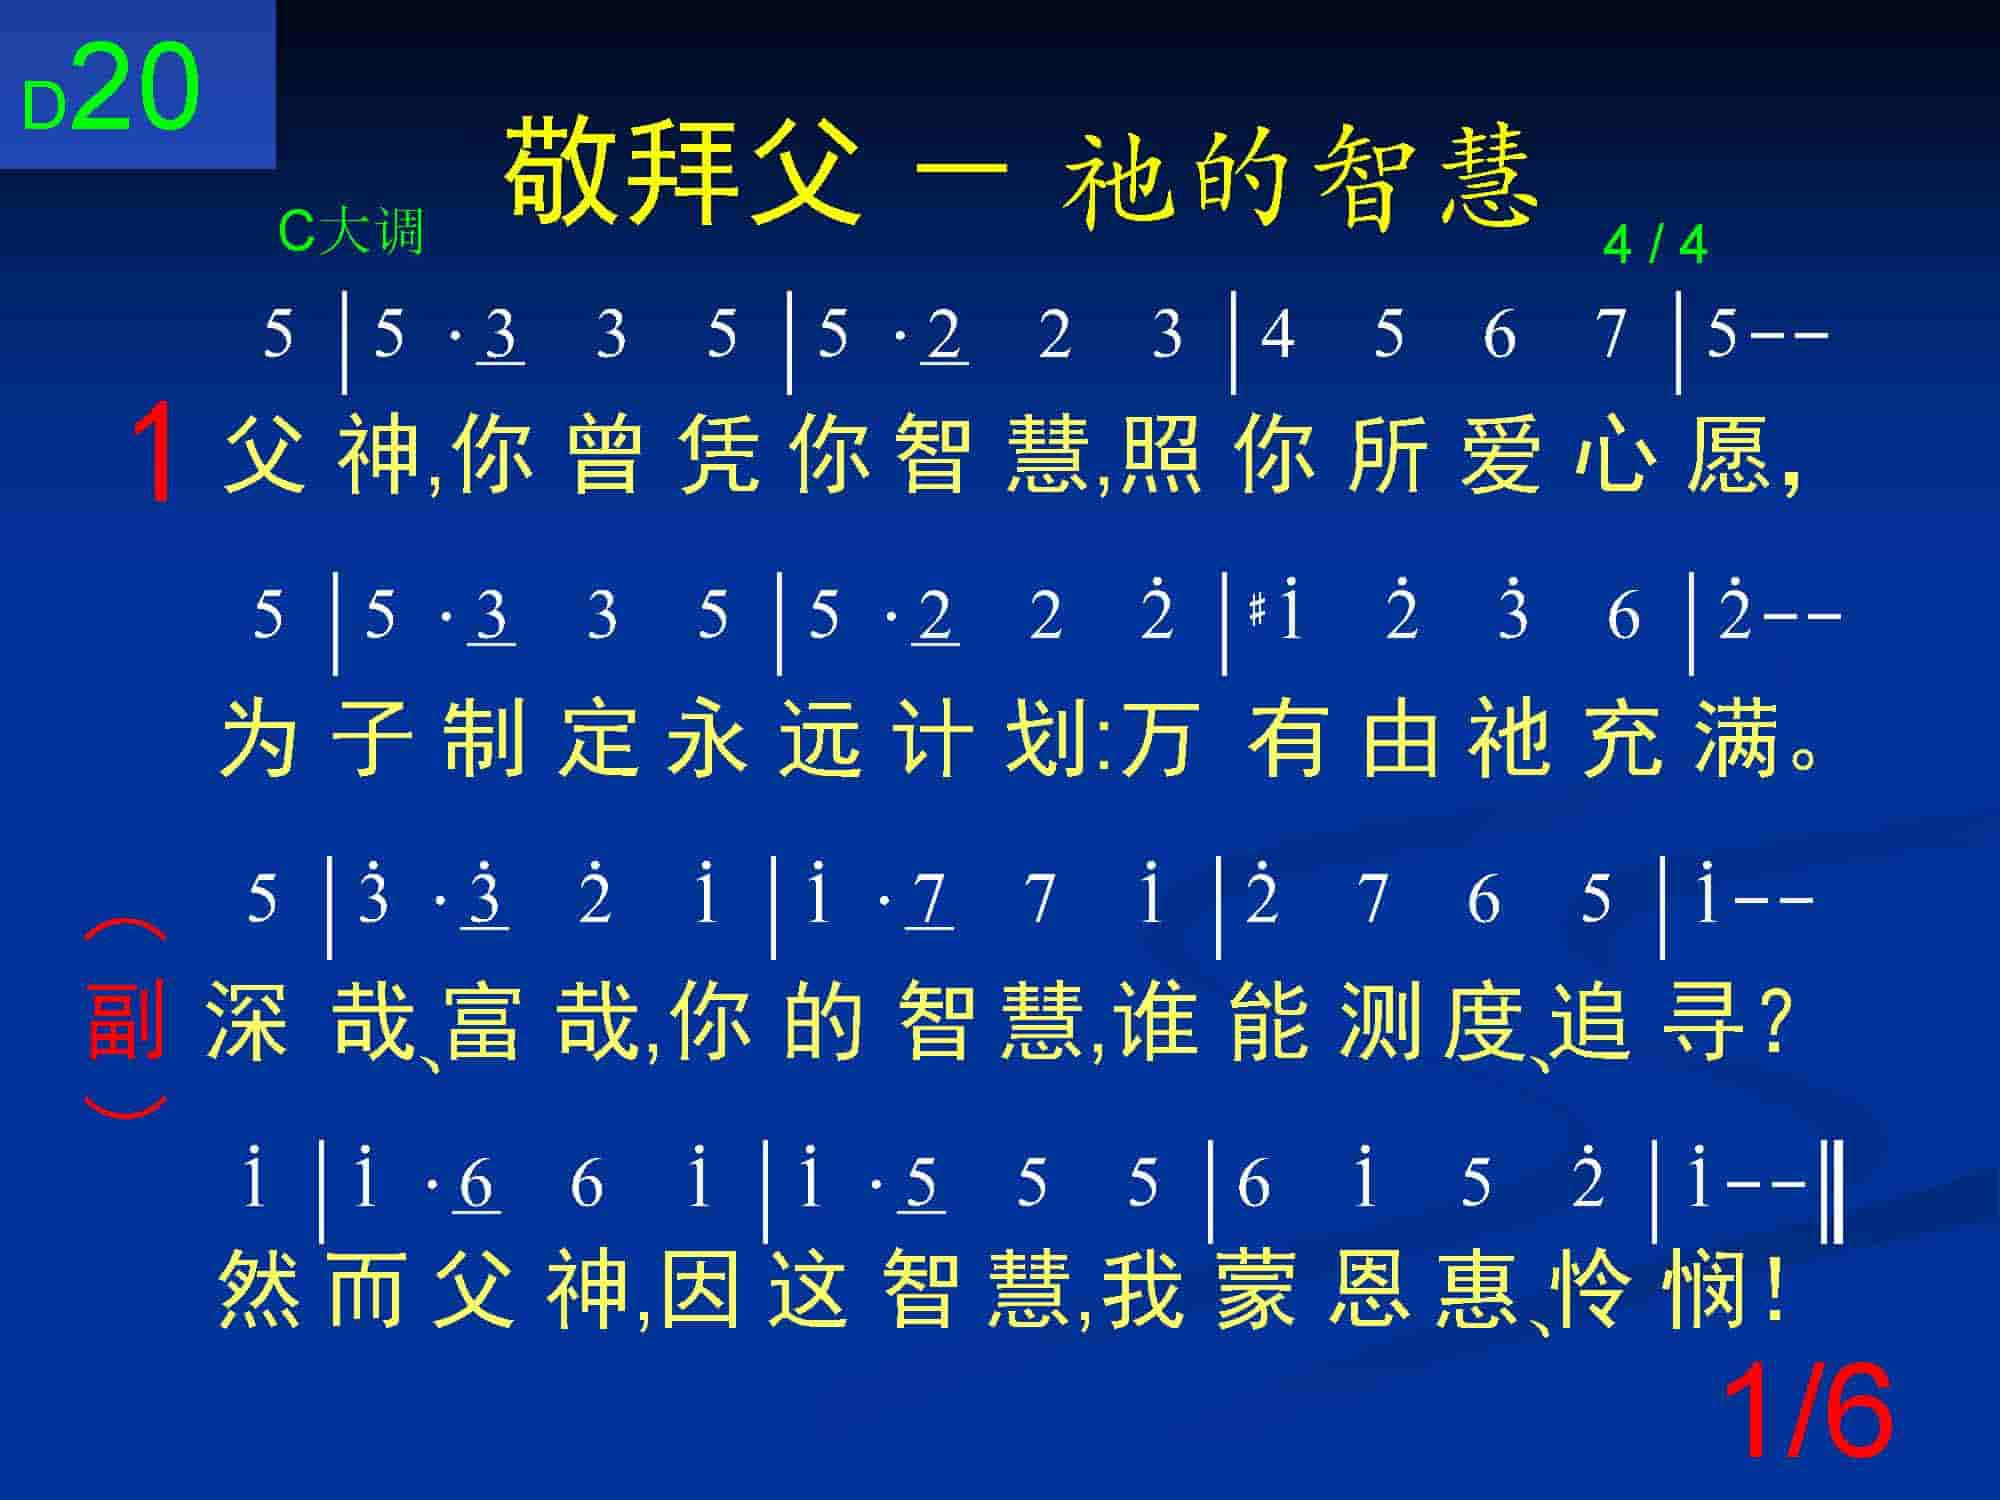 D20
敬拜父 － 祂的智慧
C大调 4 / 4
5 | 5 · 3̲ 3 5 | 5 · 2̲ 2 3 | 4 5 6 7 | 5 - -
1 父神,你曾凭你智慧,照你所爱心愿,
5 | 5 · 3̲ 3 5 | 5 · 2̲ 2 2̇ | #1̇ 2̇ 3̇ 6 | 2̇ - -
为子制定永远计划:万有由祂充满。
5 | 3̇ · 3̲̇ 2̇ 1̇ | 1̇ · 7̲ 7 1̇ | 2̇ 7 6 5 | 1̇ - -
（副） 深哉、富哉,你的智慧,谁能测度、追寻?
1̇ | 1̇ · 6̲ 6 1̇ | 1̇ · 5̲ 5 5 | 6 1̇ 5 2̇ | 1̇ - - ‖
然而父神,因这智慧,我蒙恩惠、怜悯!
1/6